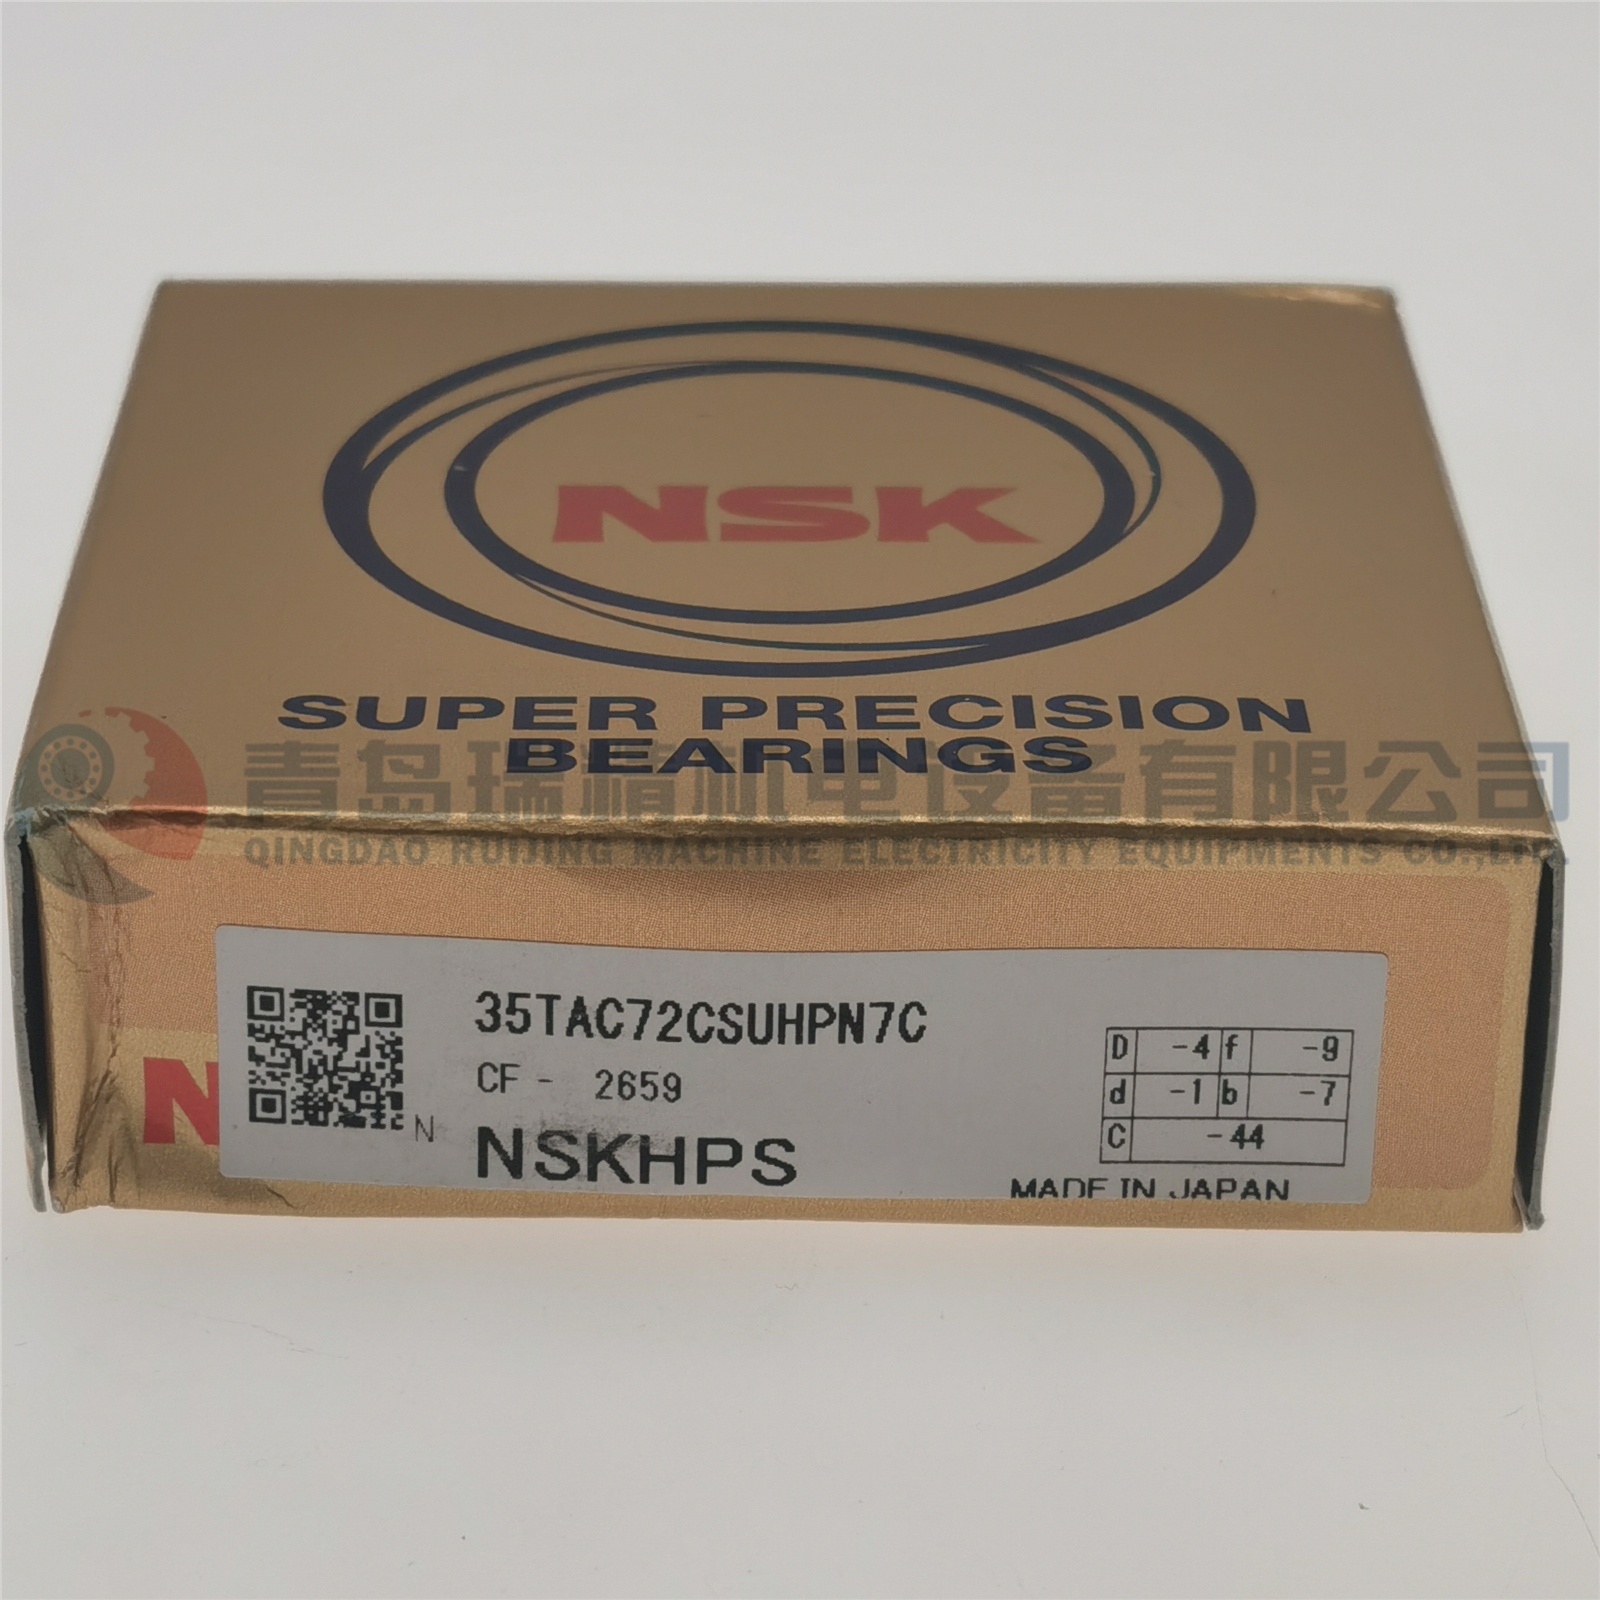 NSK
SUPER PRECISION
BEARINGS
青岛瑞精机电设备有限公司
QINGDAO RUIJING MACHINE ELECTRICITY EQUIPMENTS CO.,LTD.
35TAC72CSUHPN7C
CF - 2659
N
NSKHPS
D -4 f -9
d -1 b -7
C -44
MADE IN JAPAN
N